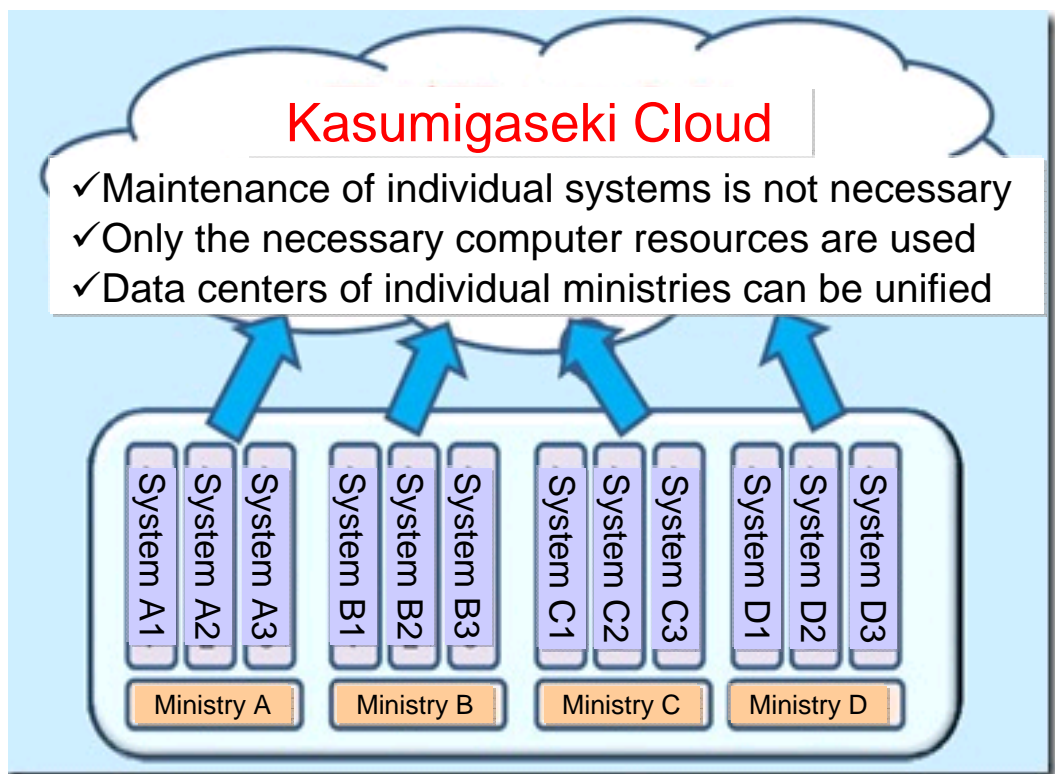 Kasumigaseki Cloud
✓Maintenance of individual systems is not necessary
✓Only the necessary computer resources are used
✓Data centers of individual ministries can be unified
System A1
System A2
System A3
System B1
System B2
System B3
System C1
System C2
System C3
System D1
System D2
System D3
Ministry A
Ministry B
Ministry C
Ministry D